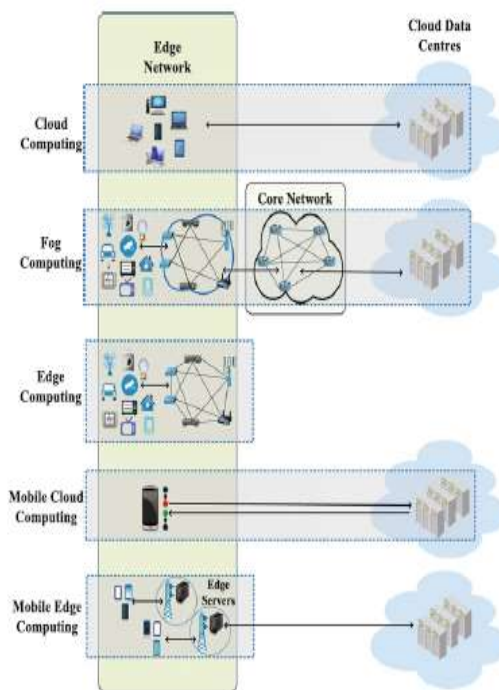 Edge
Network
Cloud Data
Centres
Cloud
Computing
Core Network
Fog
Computing
Edge
Computing
Mobile Cloud
Computing
Edge
Servers
Mobile Edge
Computing